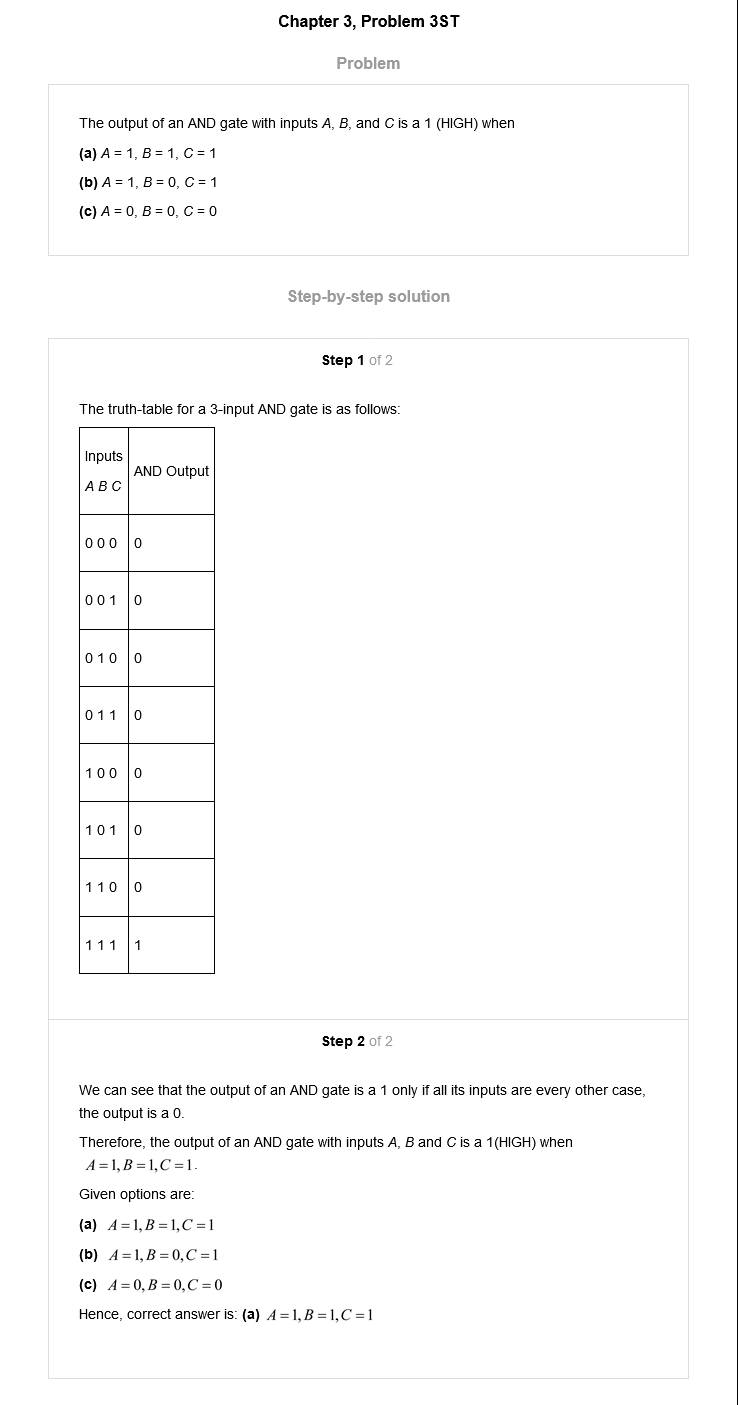 Chapter 3, Problem 3ST
Problem
The output of an AND gate with inputs A, B, and C is a 1 (HIGH) when
(a) A = 1, B = 1, C = 1
(b) A = 1, B = 0, C = 1
(c) A = 0, B = 0, C = 0
Step-by-step solution
Step 1 of 2
The truth-table for a 3-input AND gate is as follows:
Inputs
A B C
AND Output
0 0 0 0
0 0 1 0
0 1 0 0
0 1 1 0
1 0 0 0
1 0 1 0
1 1 0 0
1 1 1 1
Step 2 of 2
We can see that the output of an AND gate is a 1 only if all its inputs are every other case,
the output is a 0.
Therefore, the output of an AND gate with inputs A, B and C is a 1(HIGH) when
A = 1, B = 1, C = 1.
Given options are:
(a) A = 1, B = 1, C = 1
(b) A = 1, B = 0, C = 1
(c) A = 0, B = 0, C = 0
Hence, correct answer is: (a) A = 1, B = 1, C = 1